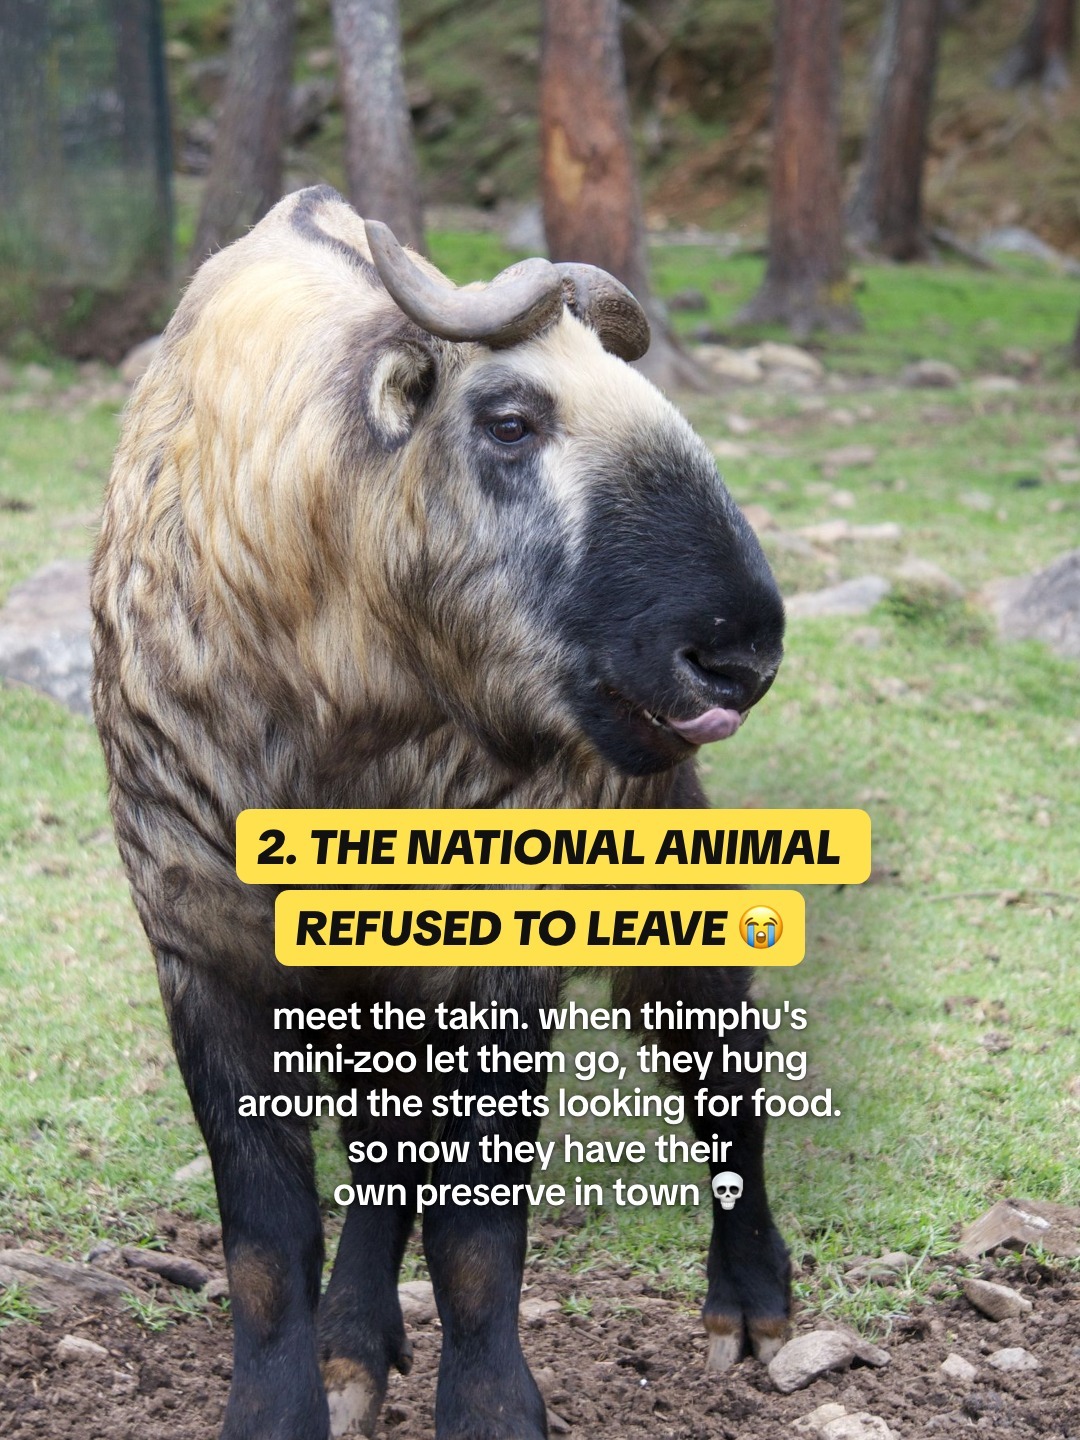 2. THE NATIONAL ANIMAL
REFUSED TO LEAVE 😭
meet the takin. when thimphu's
mini-zoo let them go, they hung
around the streets looking for food.
so now they have their
own preserve in town 💀